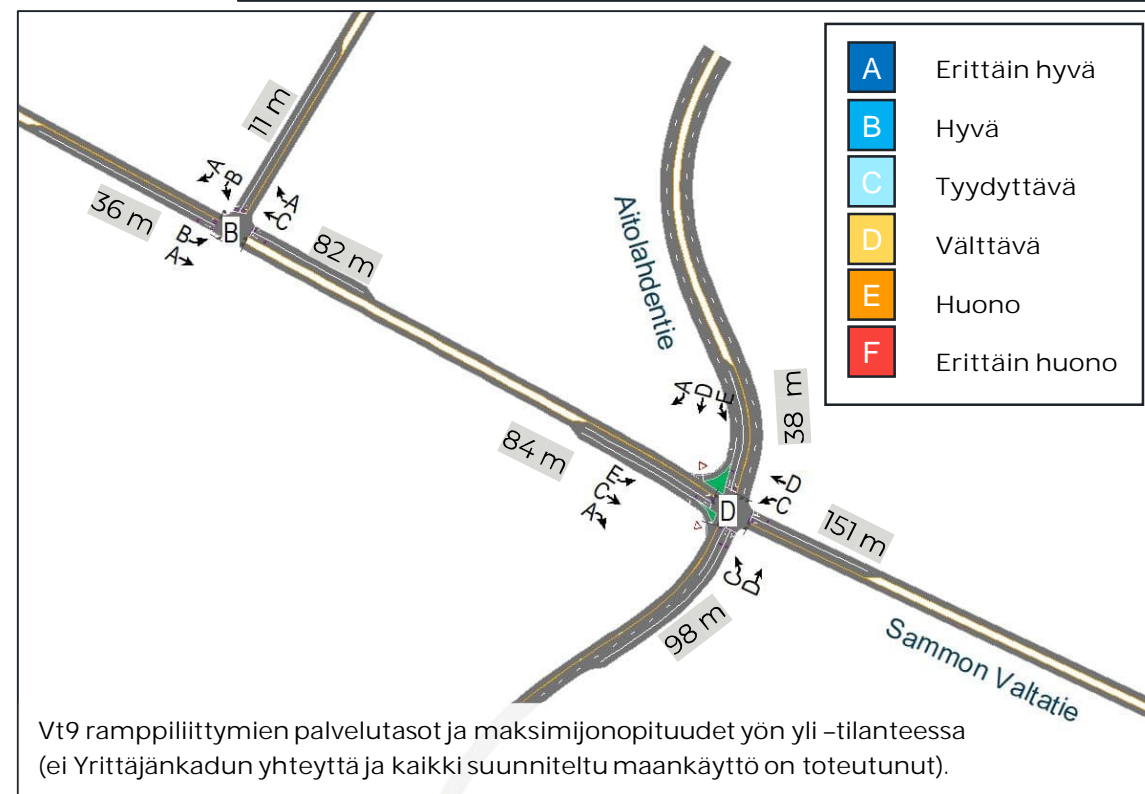 A Erittäin hyvä
B Hyvä
C Tyydyttävä
D Välttävä
E Huono
F Erittäin huono
11 m
A
B
A
C
36 m
B
A
B
82 m
Aitolahdentie
A
D
E
38 m
84 m
E
C
A
D
D
C
151 m
C
D
98 m
Sammon Valtatie
Vt9 ramppiliittymien palvelutasot ja maksimijonopituudet yön yli –tilanteessa
(ei Yrittäjänkadun yhteyttä ja kaikki suunniteltu maankäyttö on toteutunut).